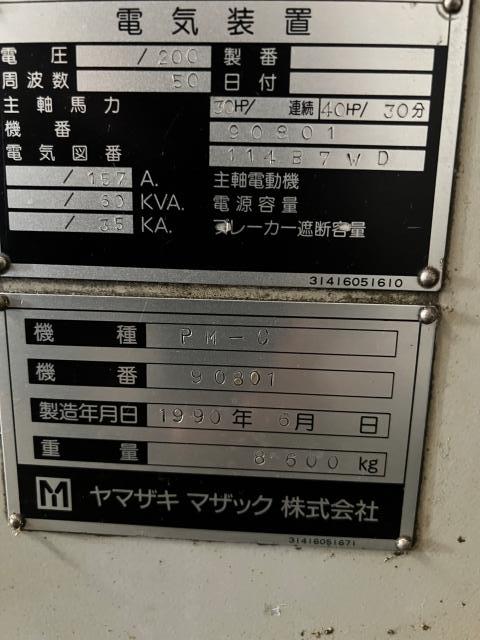 電気装置
電圧 /200 製番
周波数 50 日付
主軸馬力 30HP/ 連続 40HP/ 30分
機番 90801
電気図番 114B7WD
/157 A. 主軸電動機
/60 KVA. 電源容量
/35 KA. ブレーカー遮断容量
31416051610
機種 PM-C
機番 90801
製造年月日 1990年 6月 日
重量 8600 kg
M ヤマザキ マザック 株式会社
31416051671